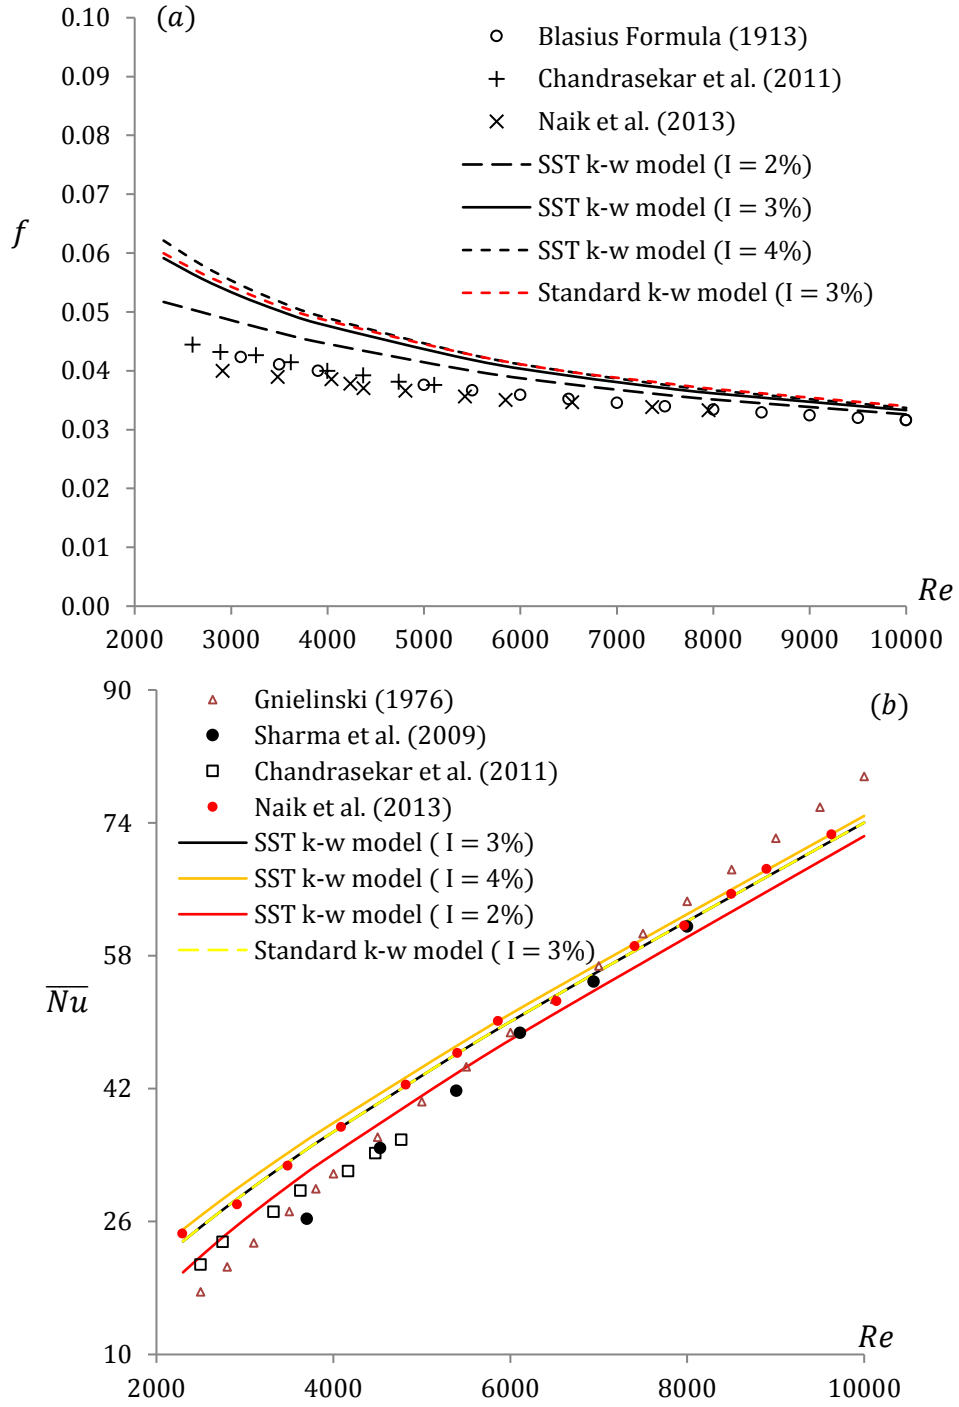 (a)
0.10
0.09
0.08
0.07
0.06
0.05
0.04
0.03
0.02
0.01
0.00
f
Blasius Formula (1913)
Chandrasekar et al. (2011)
Naik et al. (2013)
SST k-w model (I = 2%)
SST k-w model (I = 3%)
SST k-w model (I = 4%)
Standard k-w model (I = 3%)
Re
2000 3000 4000 5000 6000 7000 8000 9000 10000
(b)
90
74
58
42
26
10
Nu
Gnielinski (1976)
Sharma et al. (2009)
Chandrasekar et al. (2011)
Naik et al. (2013)
SST k-w model ( I = 3%)
SST k-w model ( I = 4%)
SST k-w model ( I = 2%)
Standard k-w model ( I = 3%)
Re
2000 4000 6000 8000 10000